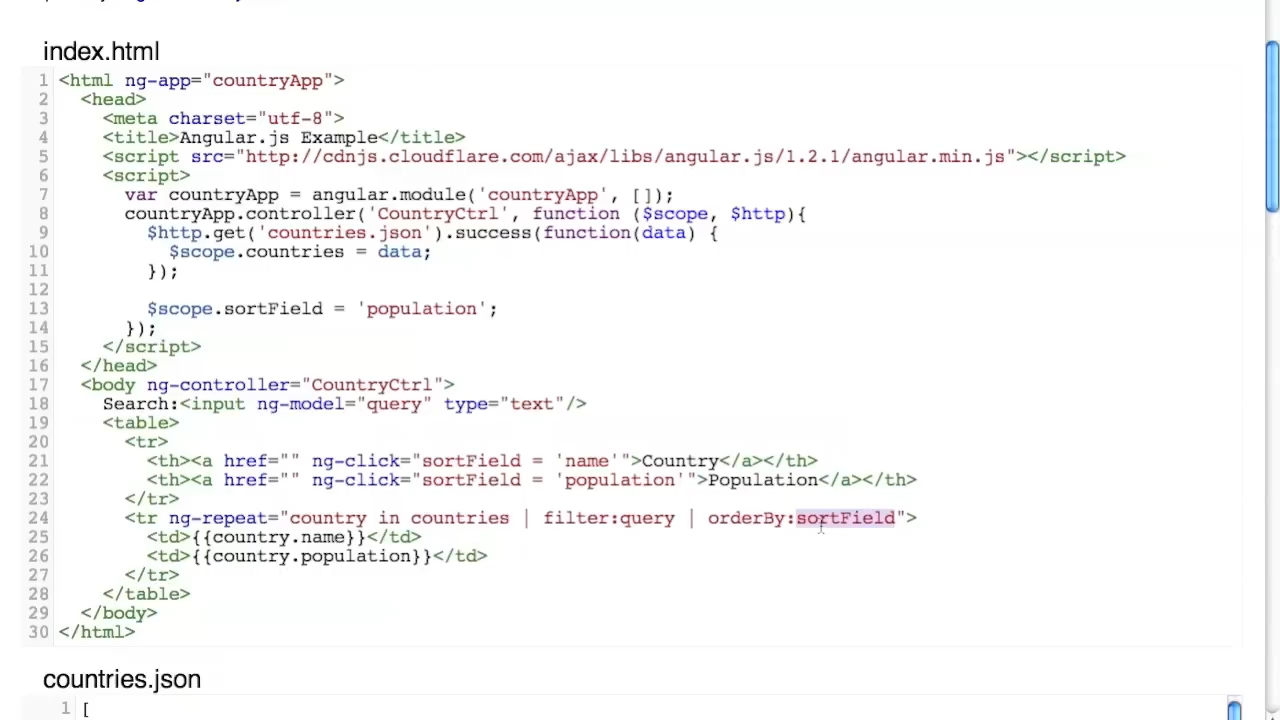 index.html
1 <html ng-app="countryApp">
2 <head>
3 <meta charset="utf-8">
4 <title>Angular.js Example</title>
5 <script src="http://cdnjs.cloudflare.com/ajax/libs/angular.js/1.2.1/angular.min.js"></script>
6 <script>
7 var countryApp = angular.module('countryApp', []);
8 countryApp.controller('CountryCtrl', function ($scope, $http){
9 $http.get('countries.json').success(function(data) {
10 $scope.countries = data;
11 });
12
13 $scope.sortField = 'population';
14 });
15 </script>
16 </head>
17 <body ng-controller="CountryCtrl">
18 Search:<input ng-model="query" type="text"/>
19 <table>
20 <tr>
21 <th><a href="" ng-click="sortField = 'name'">Country</a></th>
22 <th><a href="" ng-click="sortField = 'population'">Population</a></th>
23 </tr>
24 <tr ng-repeat="country in countries | filter:query | orderBy:sortField">
25 <td>{{country.name}}</td>
26 <td>{{country.population}}</td>
27 </tr>
28 </table>
29 </body>
30 </html>
countries.json
1 [